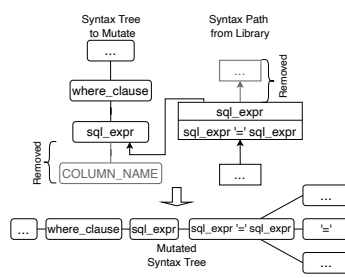 Syntax Tree
to Mutate
Syntax Path
from Library
...
...
Removed
where_clause
sql_expr
sql_expr
sql_expr '=' sql_expr
Removed
COLUMN_NAME
...
...
... where_clause sql_expr sql_expr '=' sql_expr '='
Mutated
Syntax Tree
...